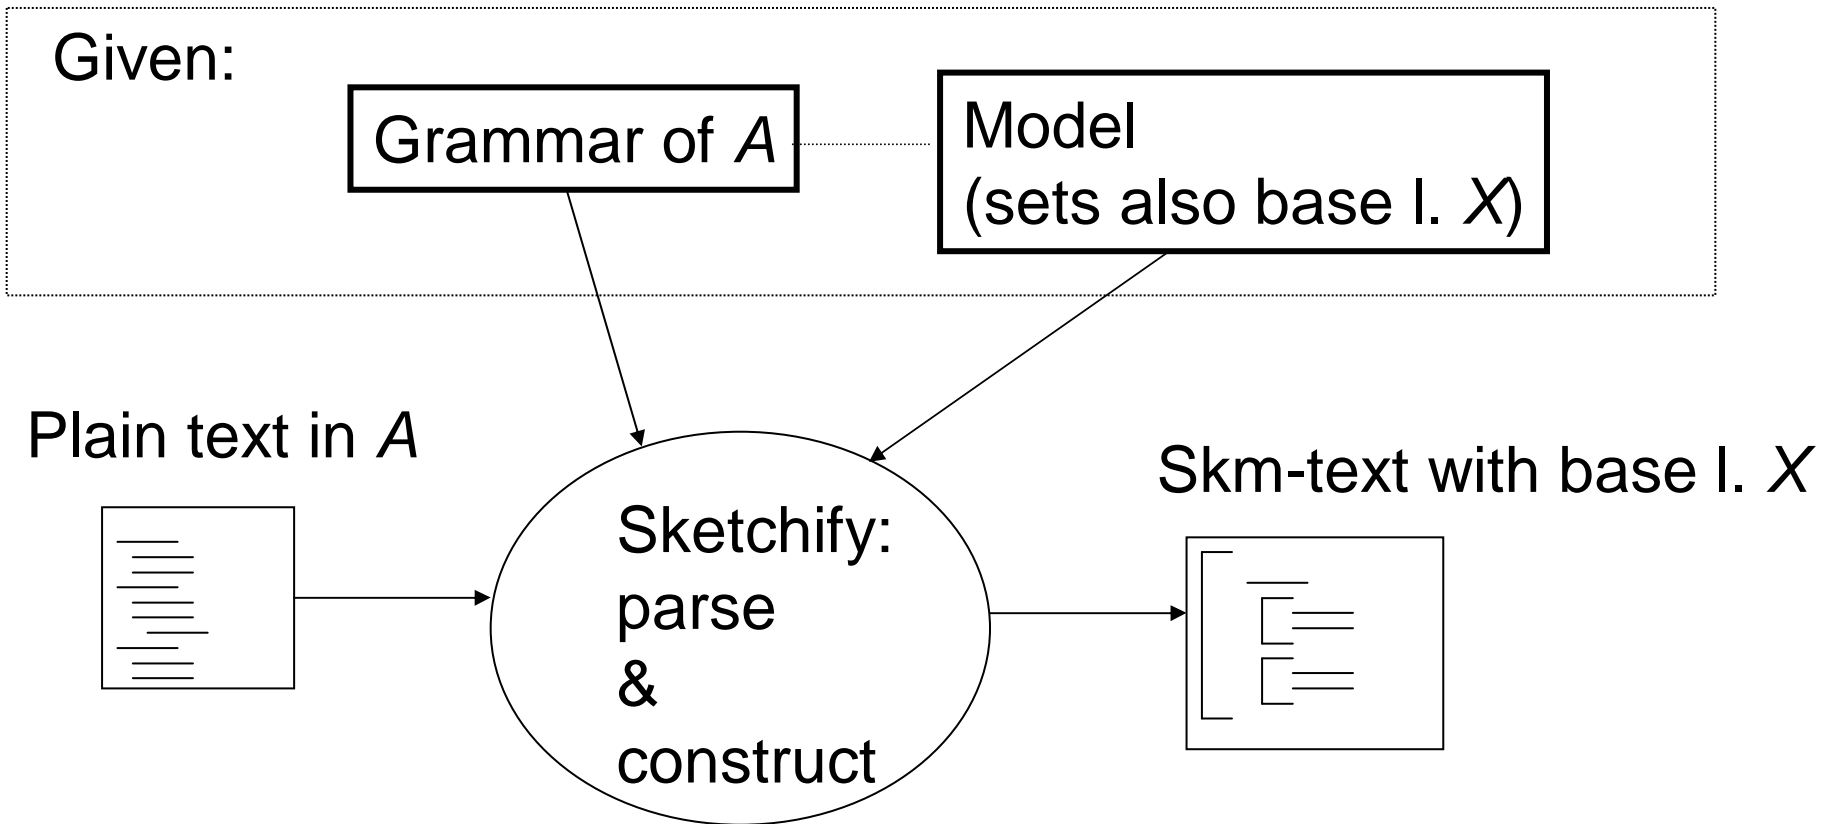 Given:
Grammar of A
Model
(sets also base l. X)
Plain text in A
Skm-text with base l. X
Sketchify:
parse
&
construct